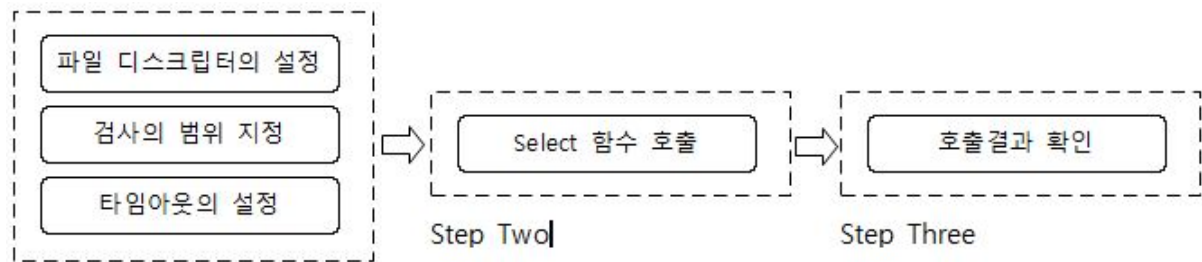 파일 디스크립터의 설정
검사의 범위 지정
타임아웃의 설정
Select 함수 호출
호출결과 확인
Step Two
Step Three